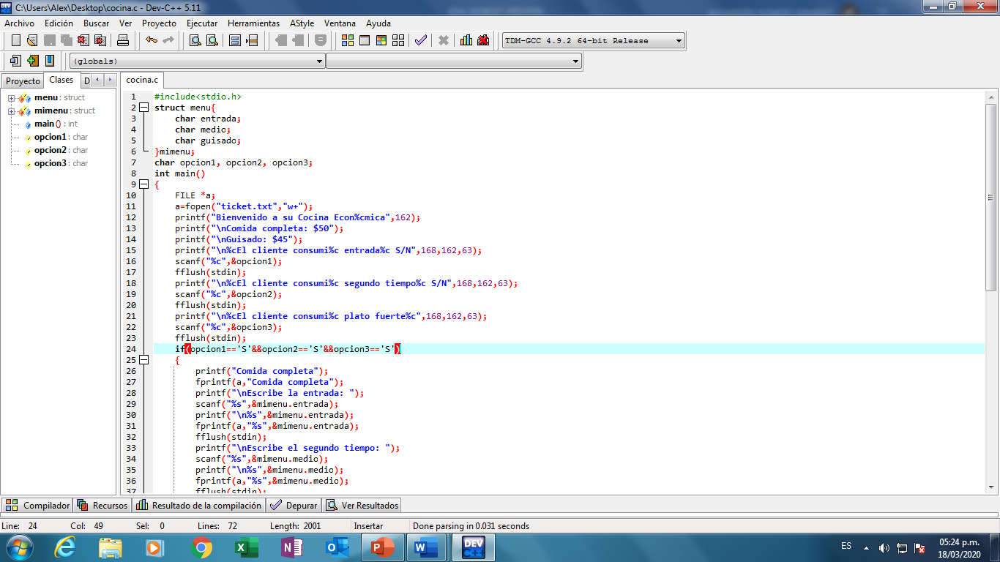 C:\Users\Alex\Desktop\cocina.c - Dev-C++ 5.11
Archivo Edición Buscar Ver Proyecto Ejecutar Herramientas AStyle Ventana Ayuda
TDM-GCC 4.9.2 64-bit Release
(globals)
Proyecto Clases D
cocina.c
menu : struct
mimenu : struct
main () : int
opcion1 : char
opcion2 : char
opcion3 : char
1 #include<stdio.h>
2 struct menu{
3 char entrada;
4 char medio;
5 char guisado;
6 }mimenu;
7 char opcion1, opcion2, opcion3;
8 int main()
9 {
10 FILE *a;
11 a=fopen("ticket.txt","w+");
12 printf("Bienvenido a su Cocina Econ%cmica",162);
13 printf("\nComida completa: $50");
14 printf("\nGuisado: $45");
15 printf("\n%cEl cliente consumi%c entrada%c S/N",168,162,63);
16 scanf("%c",&opcion1);
17 fflush(stdin);
18 printf("\n%cEl cliente consumi%c segundo tiempo%c S/N",168,162,63);
19 scanf("%c",&opcion2);
20 fflush(stdin);
21 printf("\n%cEl cliente consumi%c plato fuerte%c",168,162,63);
22 scanf("%c",&opcion3);
23 fflush(stdin);
24 if(opcion1=='S'&&opcion2=='S'&&opcion3=='S')
25 {
26 printf("Comida completa");
27 fprintf(a,"Comida completa");
28 printf("\nEscribe la entrada: ");
29 scanf("%s",&mimenu.entrada);
30 printf("\n%s",&mimenu.entrada);
31 fprintf(a,"%s",&mimenu.entrada);
32 fflush(stdin);
33 printf("\nEscribe el segundo tiempo: ");
34 scanf("%s",&mimenu.medio);
35 printf("\n%s",&mimenu.medio);
36 fprintf(a,"%s",&mimenu.medio);
37 fflush(stdin);
Compilador Recursos Resultado de la compilación Depurar Ver Resultados
Line: 24 Col: 49 Sel: 0 Lines: 72 Length: 2001 Insertar Done parsing in 0.031 seconds
ES 05:24 p.m.
18/03/2020